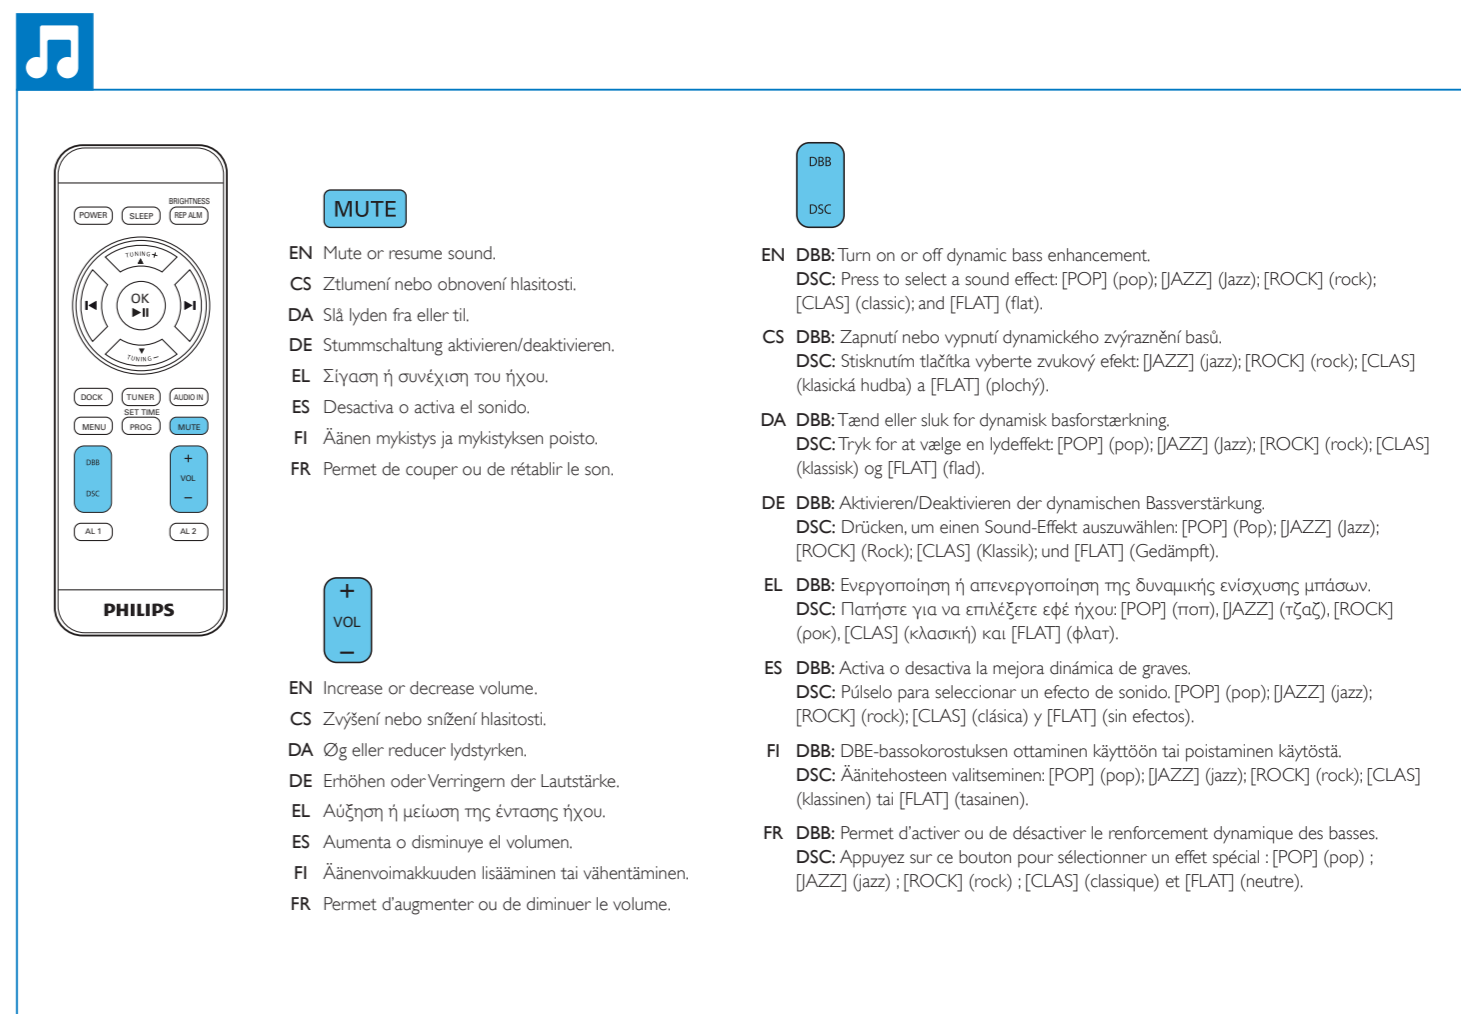 BRIGHTNESS
POWER SLEEP REP ALM
TUNING +
OK
TUNING −
DOCK TUNER AUDIO IN
SET TIME
MENU PROG MUTE
DBB + VOL −
DSC
AL 1 AL 2
PHILIPS
MUTE
EN Mute or resume sound.
CS Ztlumení nebo obnovení hlasitosti.
DA Slå lyden fra eller til.
DE Stummschaltung aktivieren/deaktivieren.
EL Σίγαση ή συνέχιση του ήχου.
ES Desactiva o activa el sonido.
FI Äänen mykistys ja mykistyksen poisto.
FR Permet de couper ou de rétablir le son.
+
VOL
−
EN Increase or decrease volume.
CS Zvýšení nebo snížení hlasitosti.
DA Øg eller reducer lydstyrken.
DE Erhöhen oder Verringern der Lautstärke.
EL Αύξηση ή μείωση της έντασης ήχου.
ES Aumenta o disminuye el volumen.
FI Äänenvoimakkuuden lisääminen tai vähentäminen.
FR Permet d'augmenter ou de diminuer le volume.
DBB
DSC
EN DBB: Turn on or off dynamic bass enhancement.
DSC: Press to select a sound effect: [POP] (pop); [JAZZ] (Jazz); [ROCK] (rock);
[CLAS] (classic); and [FLAT] (flat).
CS DBB: Zapnutí nebo vypnutí dynamického zvýraznění basů.
DSC: Stisknutím tlačítka vyberte zvukový efekt: [JAZZ] (jazz); [ROCK] (rock); [CLAS]
(klasická hudba) a [FLAT] (plochý).
DA DBB: Tænd eller sluk for dynamisk basforstærkning.
DSC: Tryk for at vælge en lydeffekt: [POP] (pop); [JAZZ] (Jazz); [ROCK] (rock); [CLAS]
(klassisk) og [FLAT] (flad).
DE DBB: Aktivieren/Deaktivieren der dynamischen Bassverstärkung.
DSC: Drücken, um einen Sound-Effekt auszuwählen: [POP] (Pop); [JAZZ] (Jazz);
[ROCK] (Rock); [CLAS] (Klassik); und [FLAT] (Gedämpft).
EL DBB: Ενεργοποίηση ή απενεργοποίηση της δυναμικής ενίσχυσης μπάσων.
DSC: Πατήστε για να επιλέξετε εφέ ήχου: [POP] (ποπ), [JAZZ] (τζαζ), [ROCK]
(ροκ), [CLAS] (κλασική) και [FLAT] (φλατ).
ES DBB: Activa o desactiva la mejora dinámica de graves.
DSC: Púlselo para seleccionar un efecto de sonido. [POP] (pop); [JAZZ] (jazz);
[ROCK] (rock); [CLAS] (clásica) y [FLAT] (sin efectos).
FI DBB: DBE-bassokorostuksen ottaminen käyttöön tai poistaminen käytöstä.
DSC: Äänitehosteen valitseminen: [POP] (pop); [JAZZ] (jazz); [ROCK] (rock); [CLAS]
(klassinen) tai [FLAT] (tasainen).
FR DBB: Permet d'activer ou de désactiver le renforcement dynamique des basses.
DSC: Appuyez sur ce bouton pour sélectionner un effet spécial : [POP] (pop) ;
[JAZZ] (jazz) ; [ROCK] (rock) ; [CLAS] (classique) et [FLAT] (neutre).